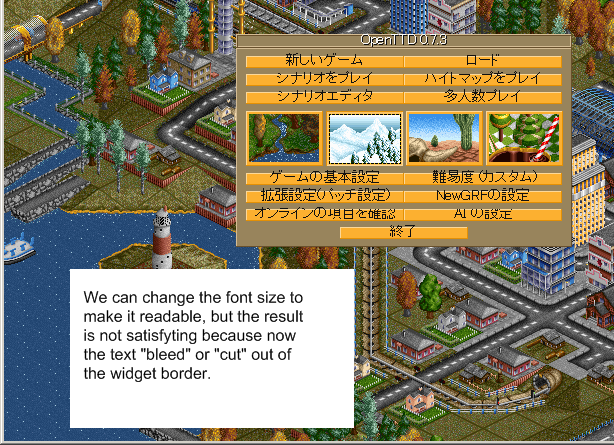 OpenTTD 0.7.3
新しいゲーム
ロード
シナリオをプレイ
ハイトマップをプレイ
シナリオエディタ
多人数プレイ
ゲームの基本設定
難易度 (カスタム)
拡張設定(パッチ設定)
NewGRFの設定
オンラインの項目を確認
AI の設定
終了
We can change the font size to
make it readable, but the result
is not satisfyting because now
the text "bleed" or "cut" out of
the widget border.